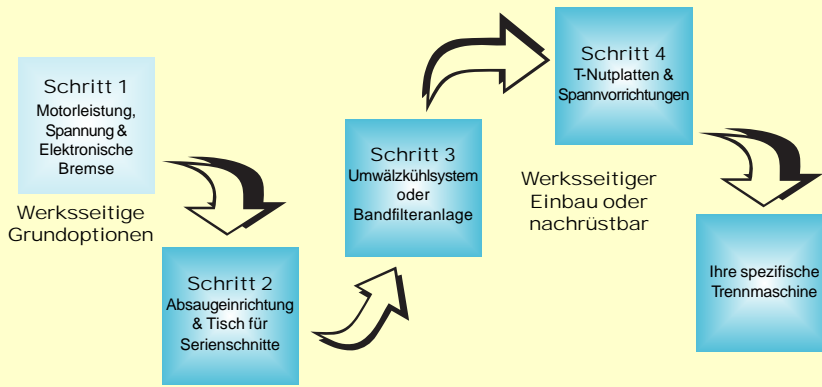 Schritt 1
Motorleistung,
Spannung &
Elektronische
Bremse
Werksseitige
Grundoptionen
Schritt 2
Absaugeinrichtung
& Tisch für
Serienschnitte
Schritt 3
Umwälzkühlsystem
oder
Bandfilteranlage
Schritt 4
T-Nutplatten &
Spannvorrichtungen
Werksseitiger
Einbau oder
nachrüstbar
Ihre spezifische
Trennmaschine